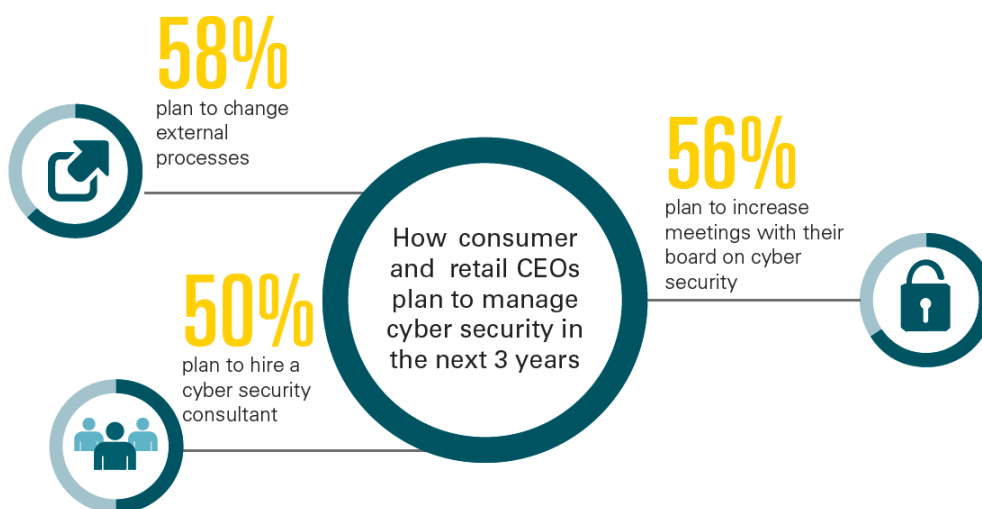 58%
plan to change
external
processes
50%
plan to hire a
cyber security
consultant
How consumer
and retail CEOs
plan to manage
cyber security in
the next 3 years
56%
plan to increase
meetings with their
board on cyber
security